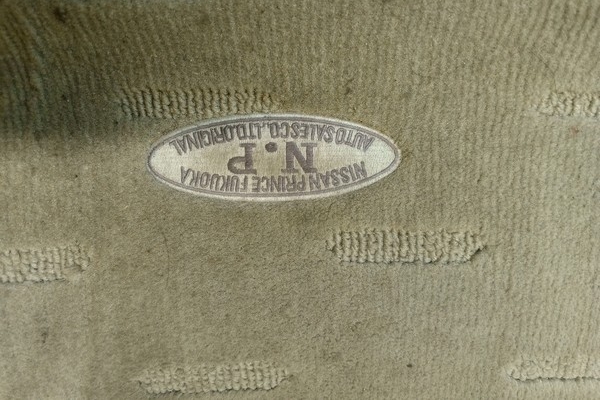 NISSAN PRINCE FUKUOKA
N.P
AUTO SALES CO.,LTD.ORIGINAL